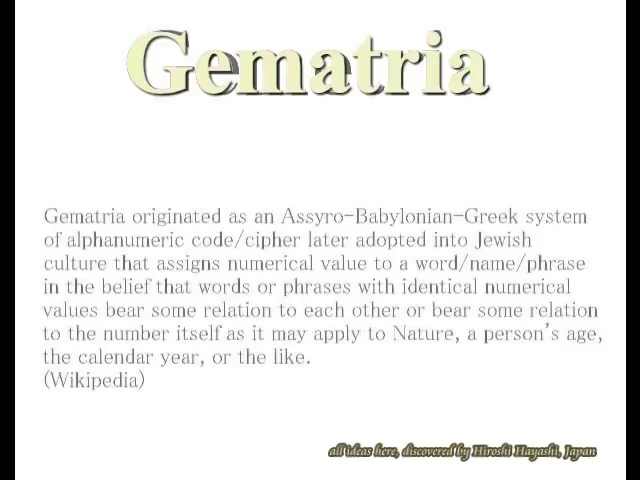 Gematria
Gematria originated as an Assyro-Babylonian-Greek system
of alphanumeric code/cipher later adopted into Jewish
culture that assigns numerical value to a word/name/phrase
in the belief that words or phrases with identical numerical
values bear some relation to each other or bear some relation
to the number itself as it may apply to Nature, a person's age,
the calendar year, or the like.
(Wikipedia)
all ideas here, discovered by Hiroshi Hayashi, Japan